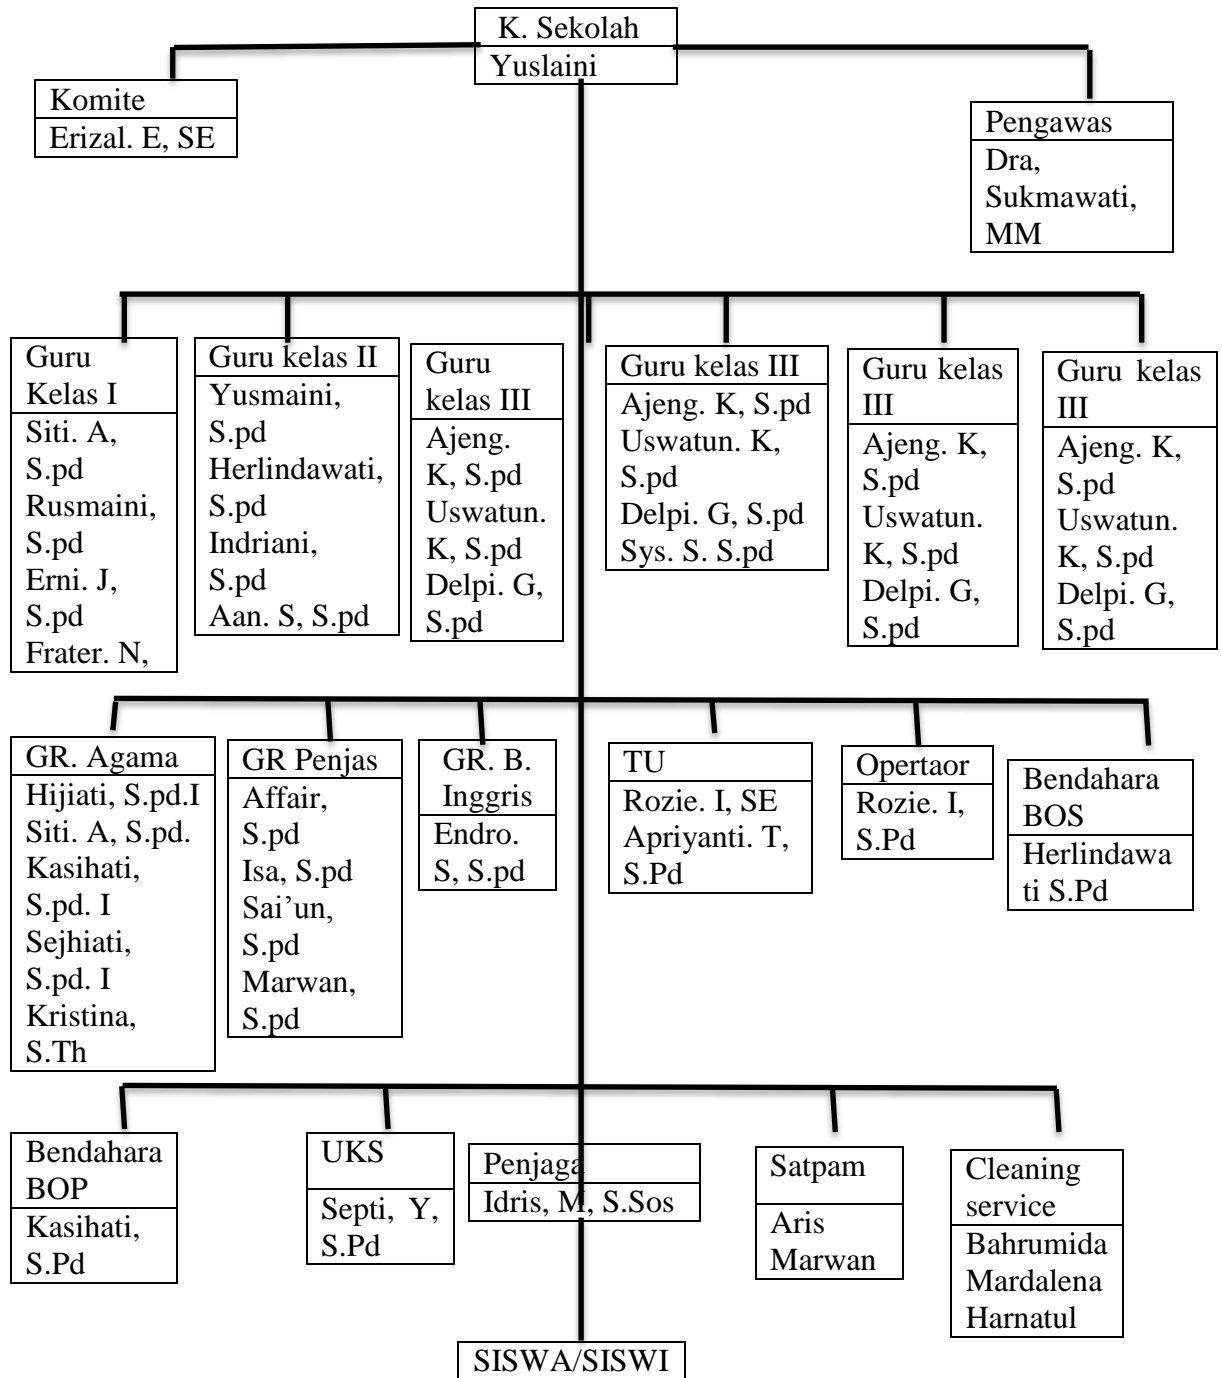 K. Sekolah
Yuslaini
Komite
Erizal. E, SE
Pengawas
Dra,
Sukmawati,
MM
Guru
Kelas I
Siti. A,
S.pd
Rusmaini,
S.pd
Erni. J,
S.pd
Frater. N,
Guru kelas II
Yusmaini,
S.pd
Herlindawati,
S.pd
Indriani,
S.pd
Aan. S, S.pd
Guru
kelas III
Ajeng.
K, S.pd
Uswatun.
K, S.pd
Delpi. G,
S.pd
Guru kelas III
Ajeng. K, S.pd
Uswatun. K,
S.pd
Delpi. G, S.pd
Sys. S. S.pd
Guru kelas
III
Ajeng. K,
S.pd
Uswatun.
K, S.pd
Delpi. G,
S.pd
Guru kelas
III
Ajeng. K,
S.pd
Uswatun.
K, S.pd
Delpi. G,
S.pd
GR. Agama
Hijiati, S.pd.I
Siti. A, S.pd.
Kasihati,
S.pd. I
Sejhiati,
S.pd. I
Kristina,
S.Th
GR Penjas
Affair,
S.pd
Isa, S.pd
Sai’un,
S.pd
Marwan,
S.pd
GR. B.
Inggris
Endro.
S, S.pd
TU
Rozie. I, SE
Apriyanti. T,
S.Pd
Opertaor
Rozie. I,
S.Pd
Bendahara
BOS
Herlindawa
ti S.Pd
Bendahara
BOP
Kasihati,
S.Pd
UKS
Septi, Y,
S.Pd
Penjaga
Idris, M, S.Sos
Satpam
Aris
Marwan
Cleaning
service
Bahrumida
Mardalena
Harnatul
SISWA/SISWI